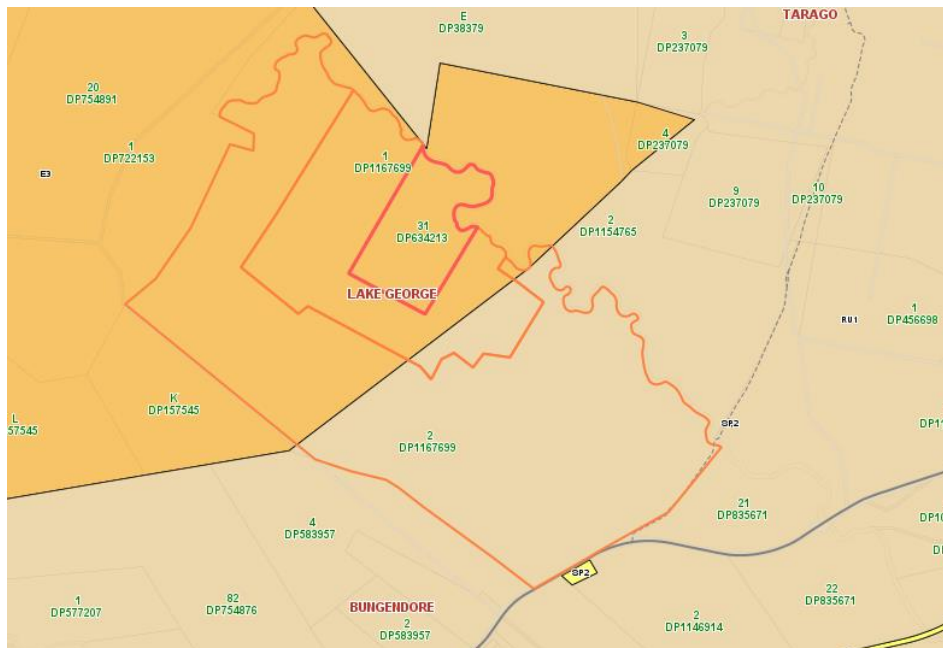 TARAGO
E
DP38379
3
DP237079
20
DP754891
1
DP722153
E3
1
DP1167699
4
DP237079
9
DP237079
10
DP237079
31
DP634213
2
DP1154765
LAKE GEORGE
1
DP456698
RU1
K
DP157545
L
57545
2
DP1167699
SP2
DP11
21
DP835671
4
DP583957
DP10
D
SP2
1
DP577207
82
DP754876
BUNGENDORE
2
DP583957
2
DP1146914
22
DP835671